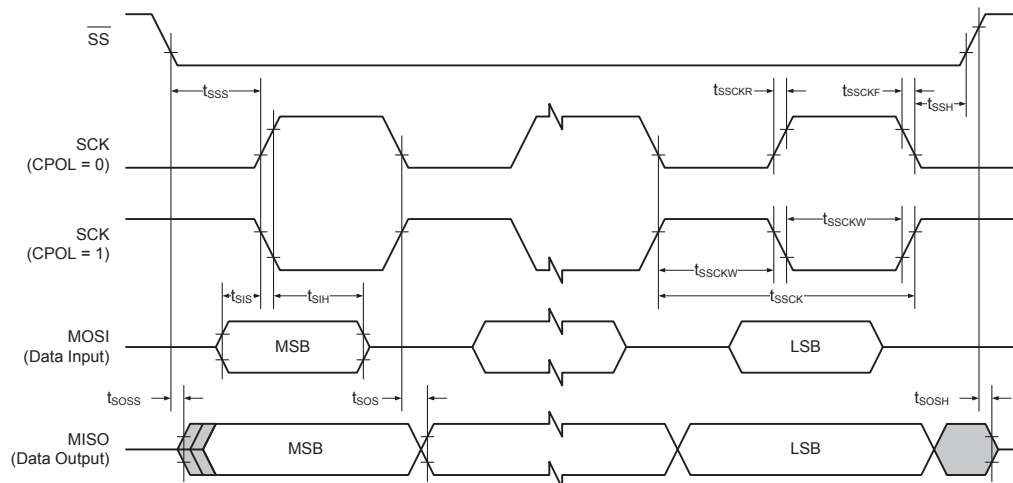 SS
tSSS
tSSCKR
tSSCKF
tSSH
SCK
(CPOL = 0)
SCK
(CPOL = 1)
tSSCKW
tSSCKW
tSSCK
tSIS
tSIH
MOSI
(Data Input)
MSB
LSB
tSOSS
tSOS
tSOSH
MISO
(Data Output)
MSB
LSB